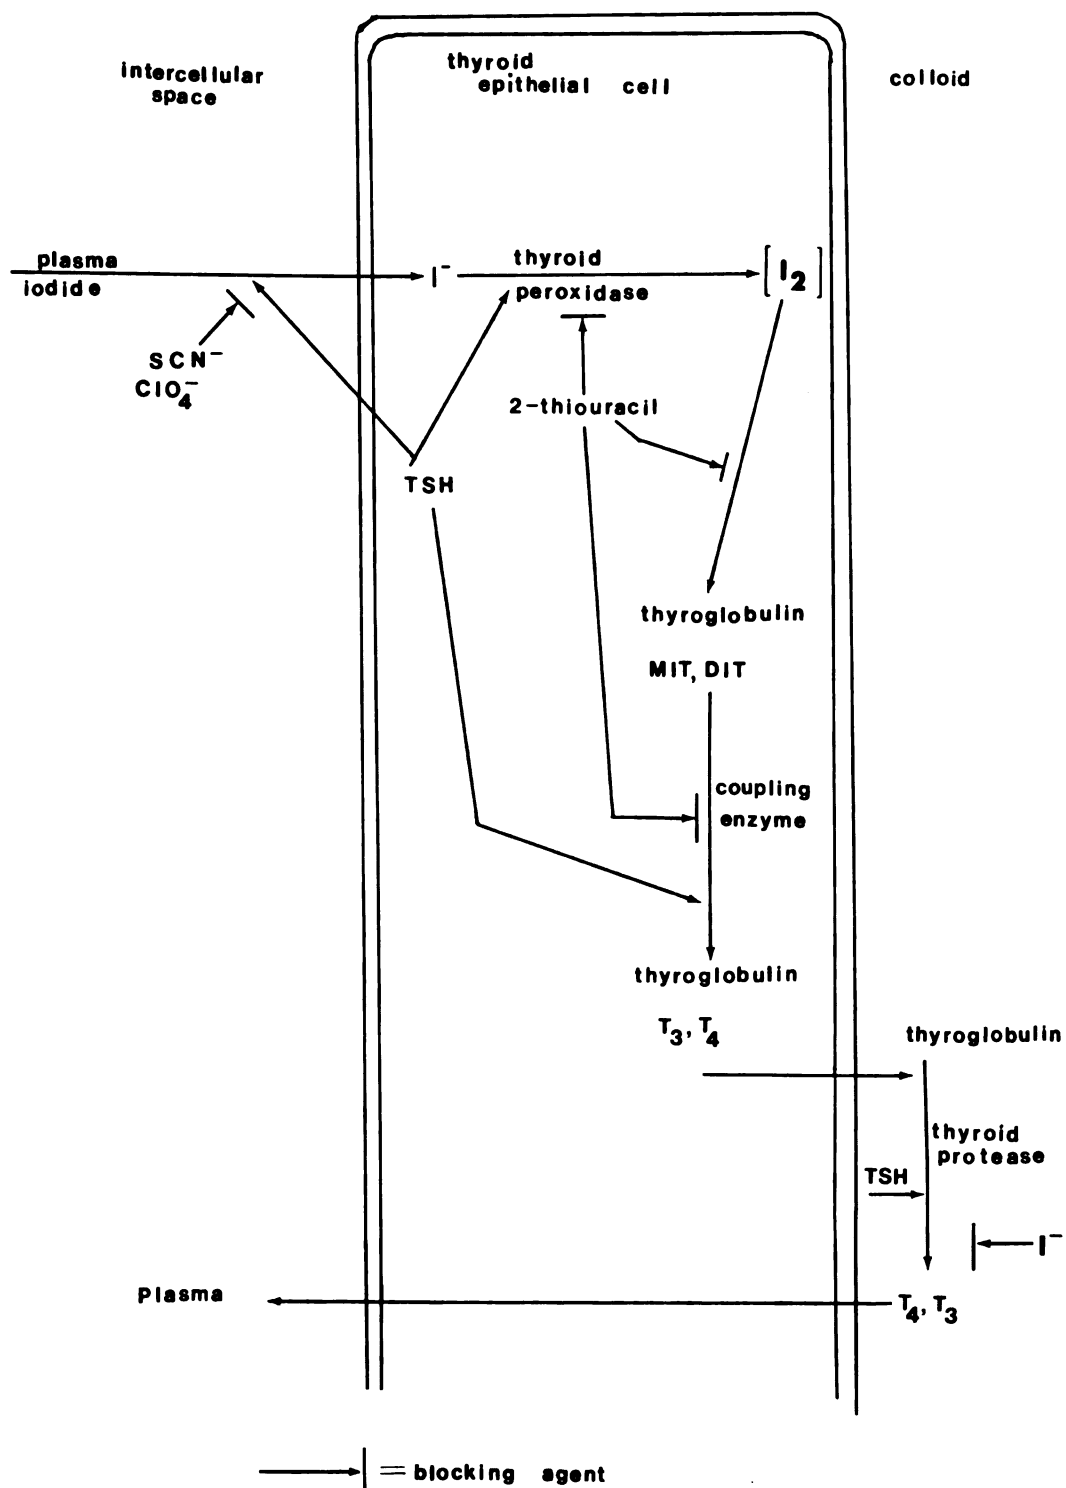 intercellular
space
thyroid
epithelial cell
colloid
plasma
iodide
I⁻
thyroid
peroxidase
[I₂]
SCN⁻
ClO₄⁻
2-thiouracil
TSH
thyroglobulin
MIT, DIT
coupling
enzyme
thyroglobulin
T₃, T₄
thyroglobulin
thyroid
protease
TSH
I⁻
Plasma
T₄, T₃
= blocking agent